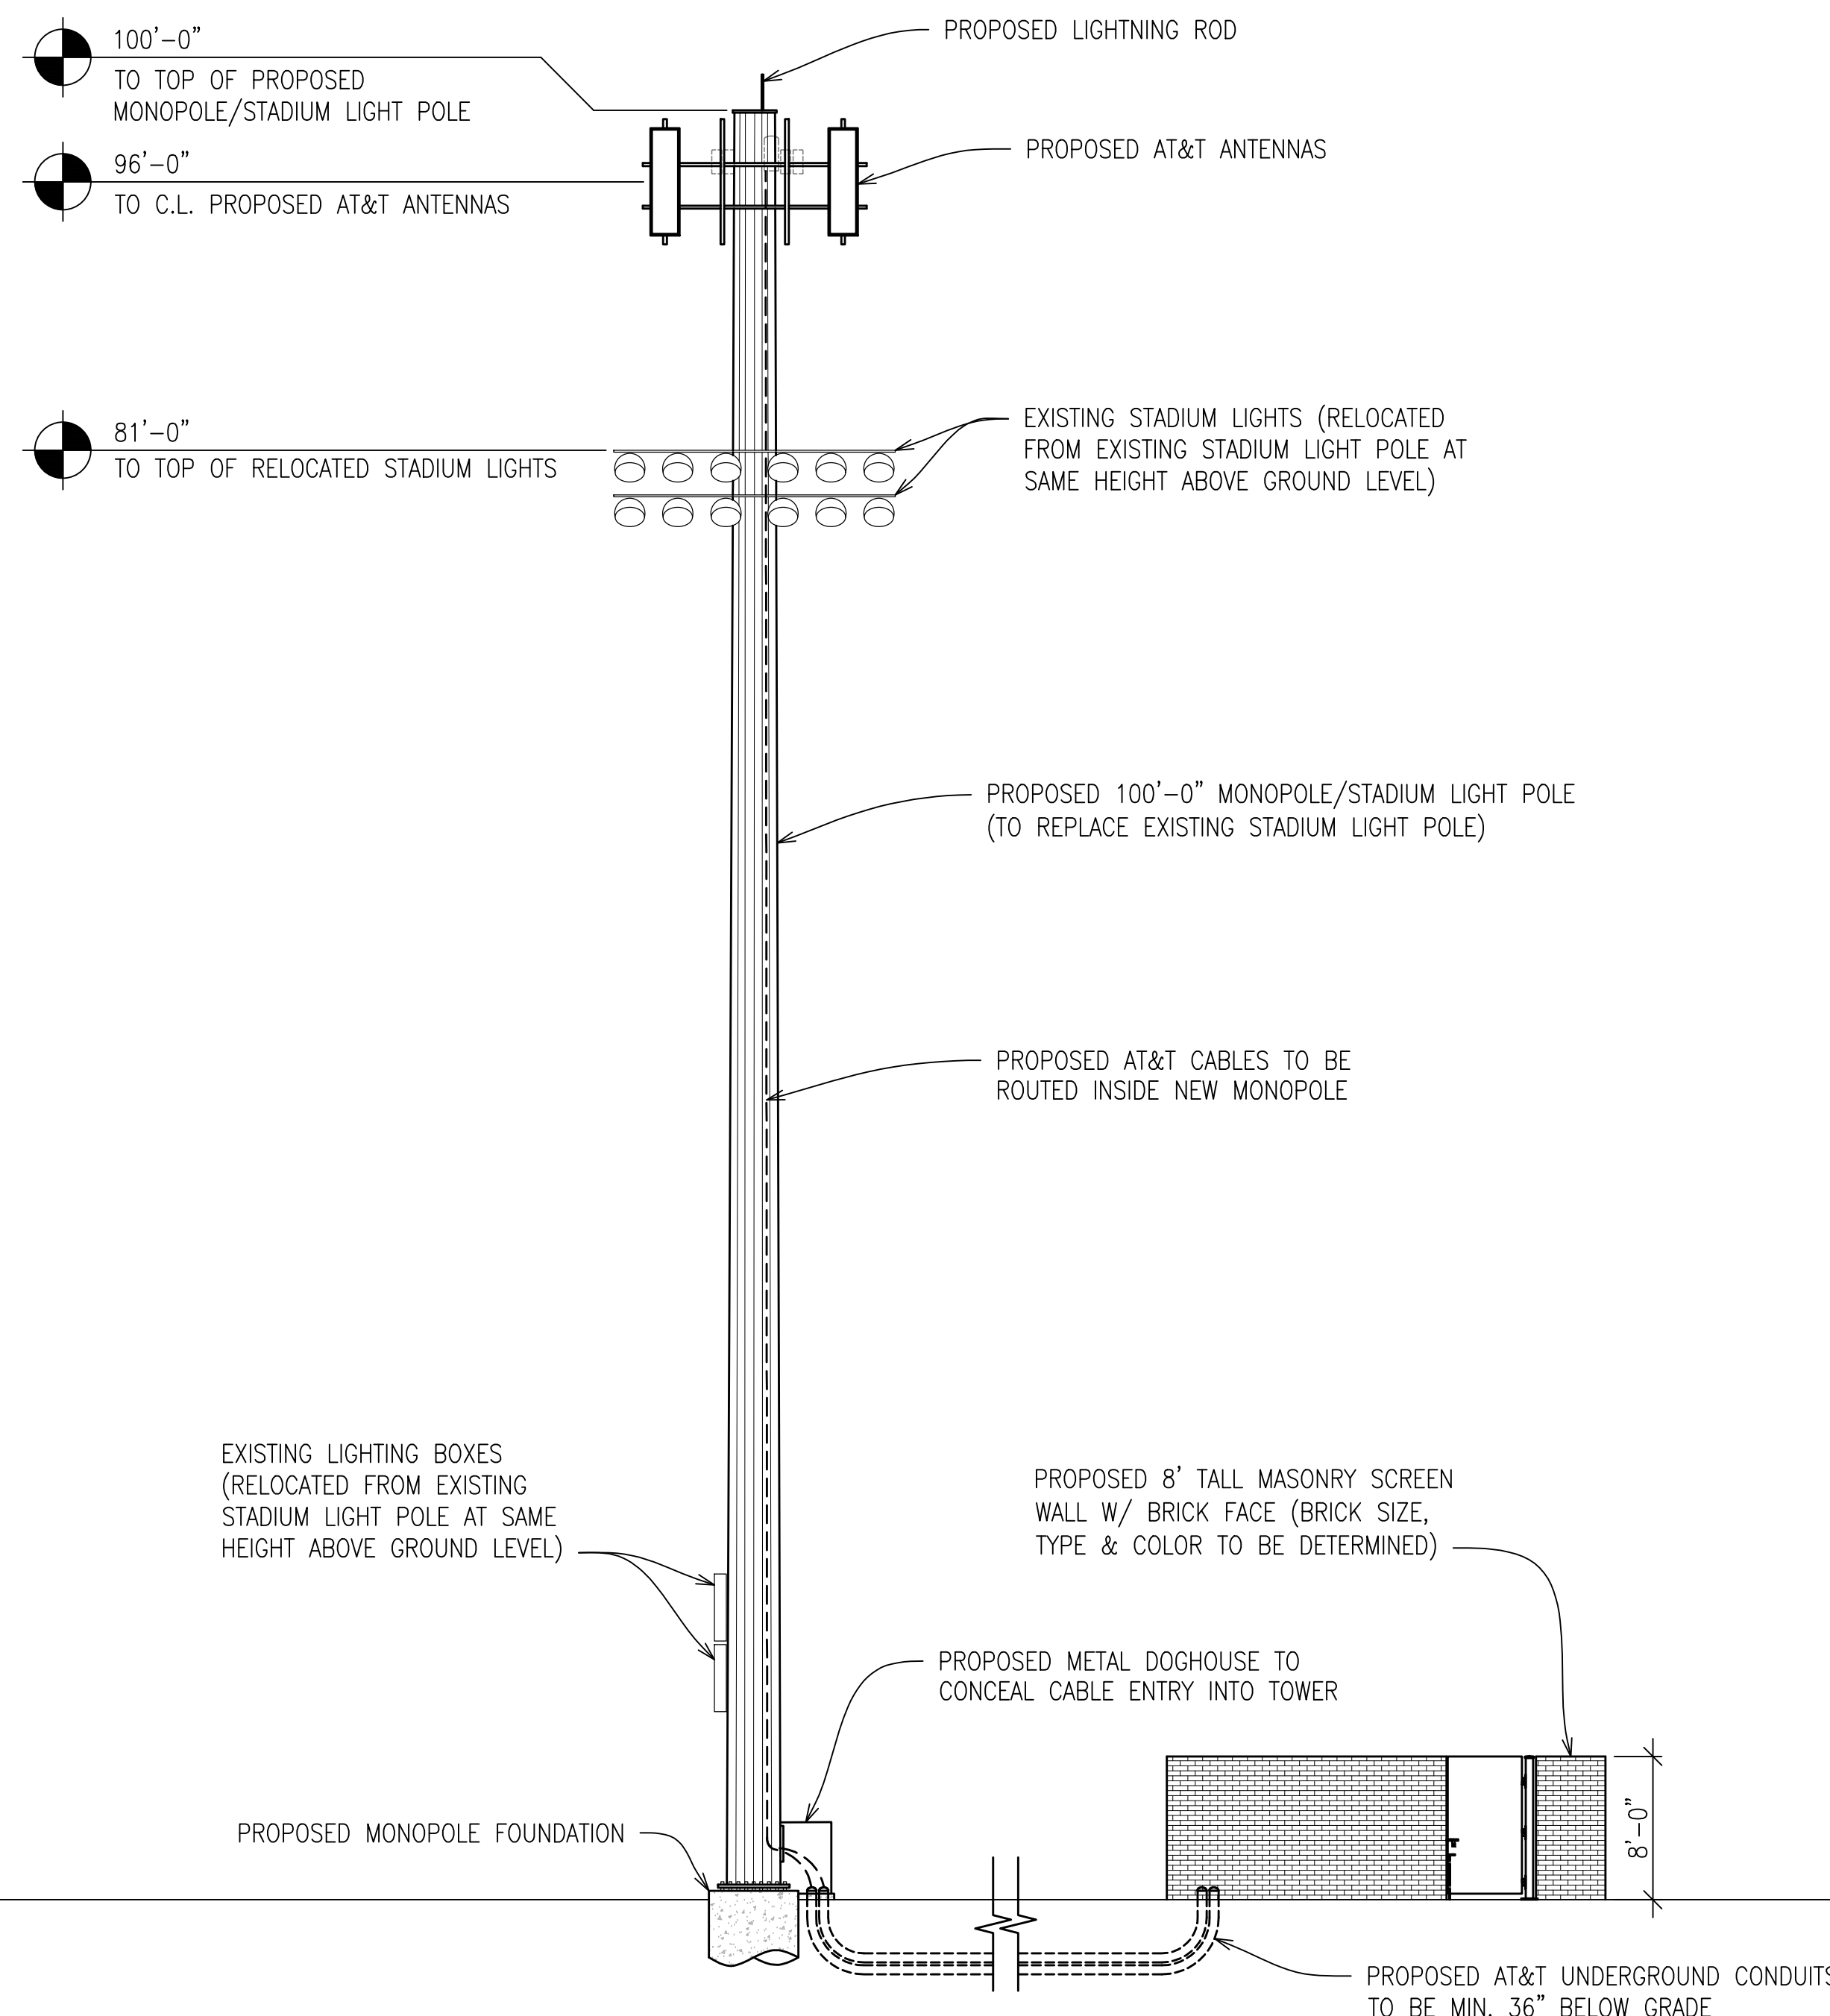 100'-0"
TO TOP OF PROPOSED
MONOPOLE/STADIUM LIGHT POLE
PROPOSED LIGHTNING ROD
96'-0"
TO C.L. PROPOSED AT&T ANTENNAS
PROPOSED AT&T ANTENNAS
81'-0"
TO TOP OF RELOCATED STADIUM LIGHTS
EXISTING STADIUM LIGHTS (RELOCATED
FROM EXISTING STADIUM LIGHT POLE AT
SAME HEIGHT ABOVE GROUND LEVEL)
PROPOSED 100'-0" MONOPOLE/STADIUM LIGHT POLE
(TO REPLACE EXISTING STADIUM LIGHT POLE)
PROPOSED AT&T CABLES TO BE
ROUTED INSIDE NEW MONOPOLE
EXISTING LIGHTING BOXES
(RELOCATED FROM EXISTING
STADIUM LIGHT POLE AT SAME
HEIGHT ABOVE GROUND LEVEL)
PROPOSED 8' TALL MASONRY SCREEN
WALL W/ BRICK FACE (BRICK SIZE,
TYPE & COLOR TO BE DETERMINED)
PROPOSED METAL DOGHOUSE TO
CONCEAL CABLE ENTRY INTO TOWER
PROPOSED MONOPOLE FOUNDATION
8'-0"
PROPOSED AT&T UNDERGROUND CONDUITS
TO BE MIN. 36" BELOW GRADE